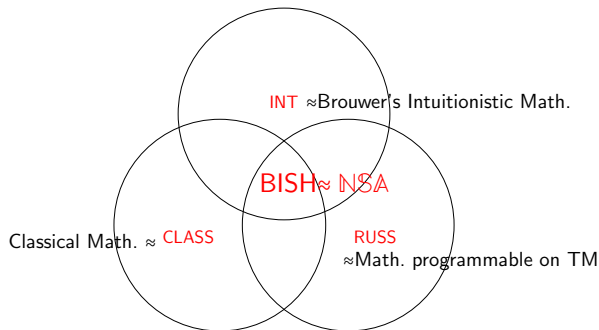 INT ≈Brouwer's Intuitionistic Math.
BISH≈ ℕ𝕊𝔸
Classical Math. ≈ CLASS
RUSS
≈Math. programmable on TM